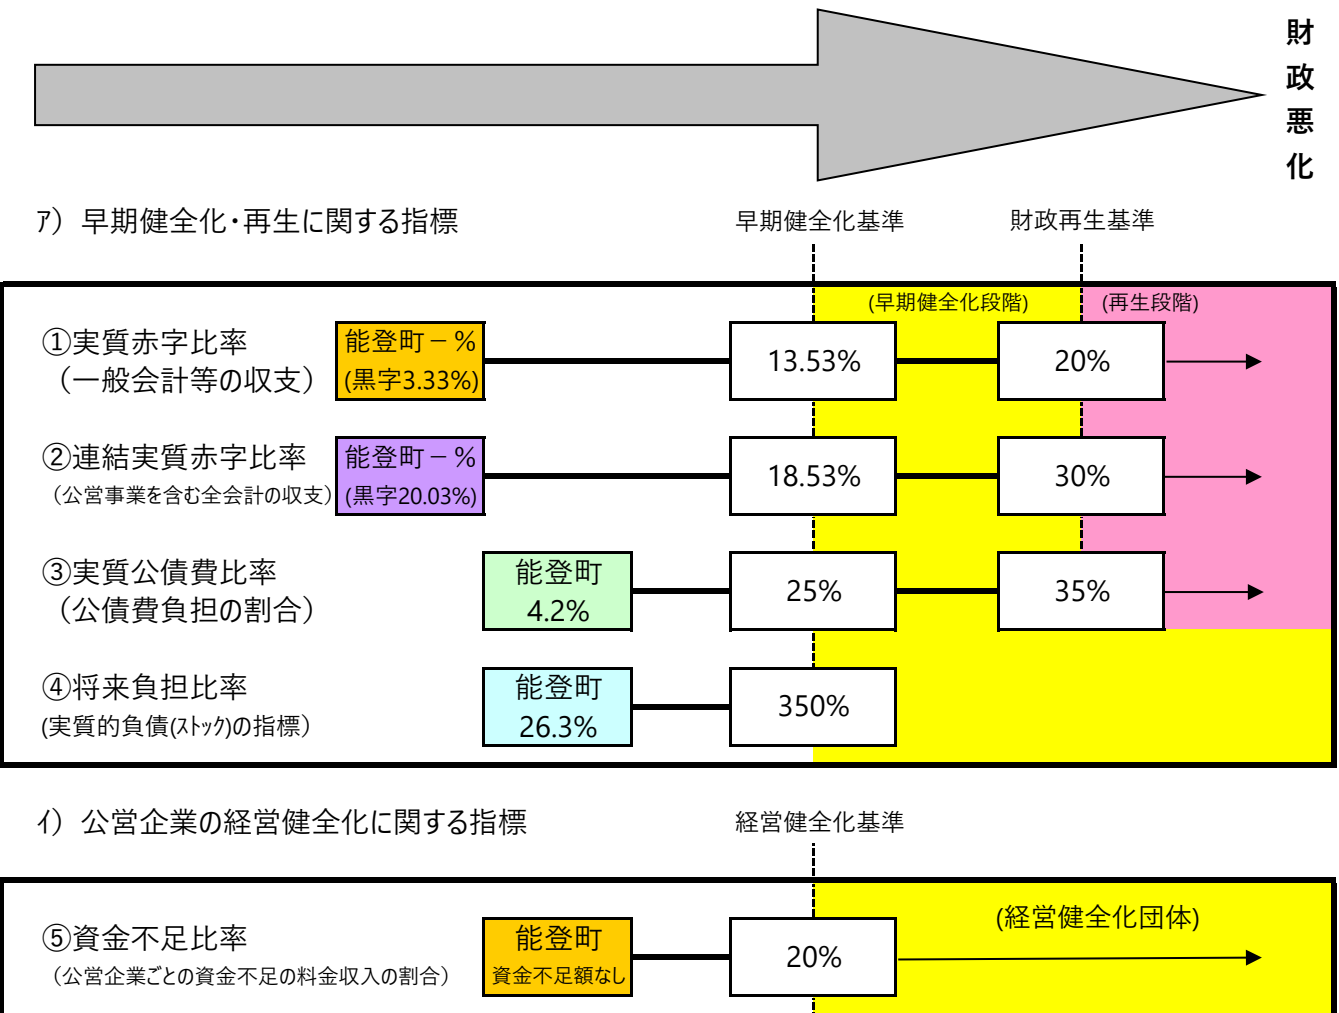 財政悪化
ｱ）早期健全化・再生に関する指標
早期健全化基準
財政再生基準
(早期健全化段階)
(再生段階)
①実質赤字比率
（一般会計等の収支）
能登町－％
(黒字3.33%)
13.53%
20%
②連結実質赤字比率
（公営事業を含む全会計の収支）
能登町－％
(黒字20.03%)
18.53%
30%
③実質公債費比率
（公債費負担の割合）
能登町
4.2%
25%
35%
④将来負担比率
(実質的負債(ｽﾄｯｸ)の指標）
能登町
26.3%
350%
ｲ）公営企業の経営健全化に関する指標
経営健全化基準
⑤資金不足比率
（公営企業ごとの資金不足の料金収入の割合）
能登町
資金不足額なし
20%
(経営健全化団体)